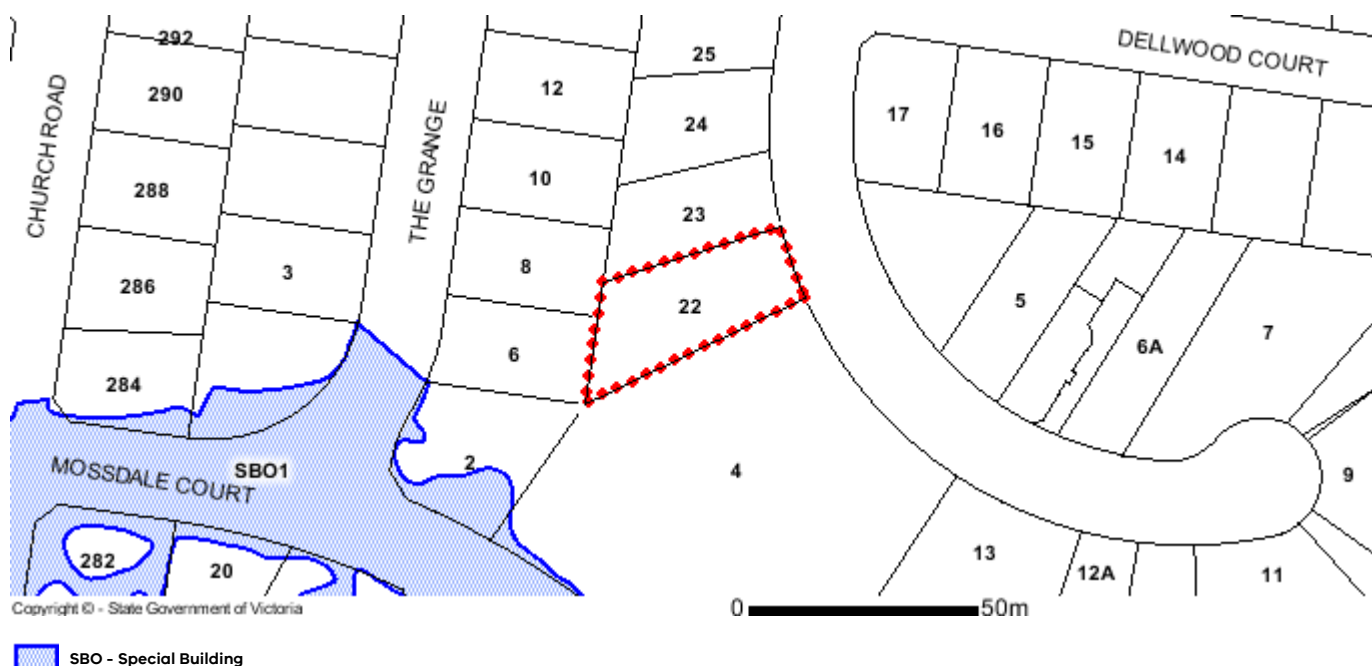 292
290
288
286
284
CHURCH ROAD
3
THE GRANGE
12
10
8
6
25
24
23
22
DELLWOOD COURT
17
16
15
14
5
6A
7
9
4
2
SBO1
MOSSDALE COURT
282
20
13
12A
11
Copyright © - State Government of Victoria
0 50m
SBO - Special Building